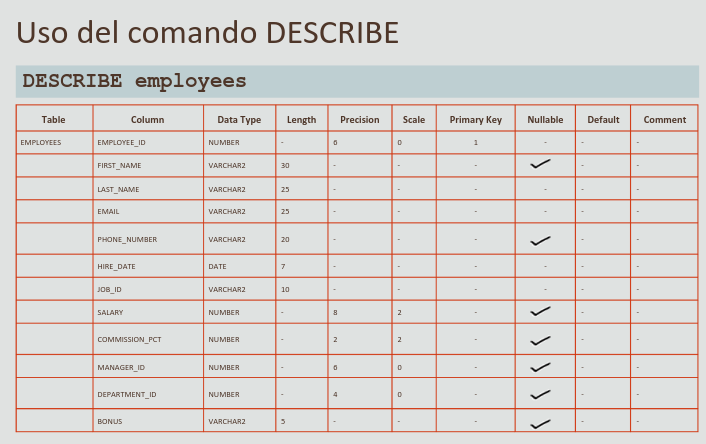 Uso del comando DESCRIBE
DESCRIBE employees
Table Column Data Type Length Precision Scale Primary Key Nullable Default Comment
EMPLOYEES EMPLOYEE_ID NUMBER - 6 0 1 - - -
FIRST_NAME VARCHAR2 30 - - - ✓ - -
LAST_NAME VARCHAR2 25 - - - - - -
EMAIL VARCHAR2 25 - - - - - -
PHONE_NUMBER VARCHAR2 20 - - - ✓ - -
HIRE_DATE DATE 7 - - - - - -
JOB_ID VARCHAR2 10 - - - - - -
SALARY NUMBER - 8 2 - ✓ - -
COMMISSION_PCT NUMBER - 2 2 - ✓ - -
MANAGER_ID NUMBER - 6 0 - ✓ - -
DEPARTMENT_ID NUMBER - 4 0 - ✓ - -
BONUS VARCHAR2 5 - - - ✓ - -